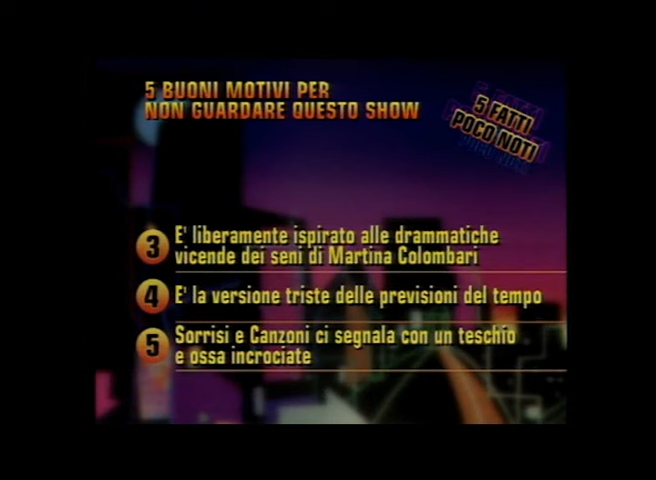 5 BUONI MOTIVI PER
NON GUARDARE QUESTO SHOW
5 FATTI
POCO NOTI
3 E' liberamente ispirato alle drammatiche
vicende dei seni di Martina Colombari
4 E' la versione triste delle previsioni del tempo
5 Sorrisi e Canzoni ci segnala con un teschio
e ossa incrociate